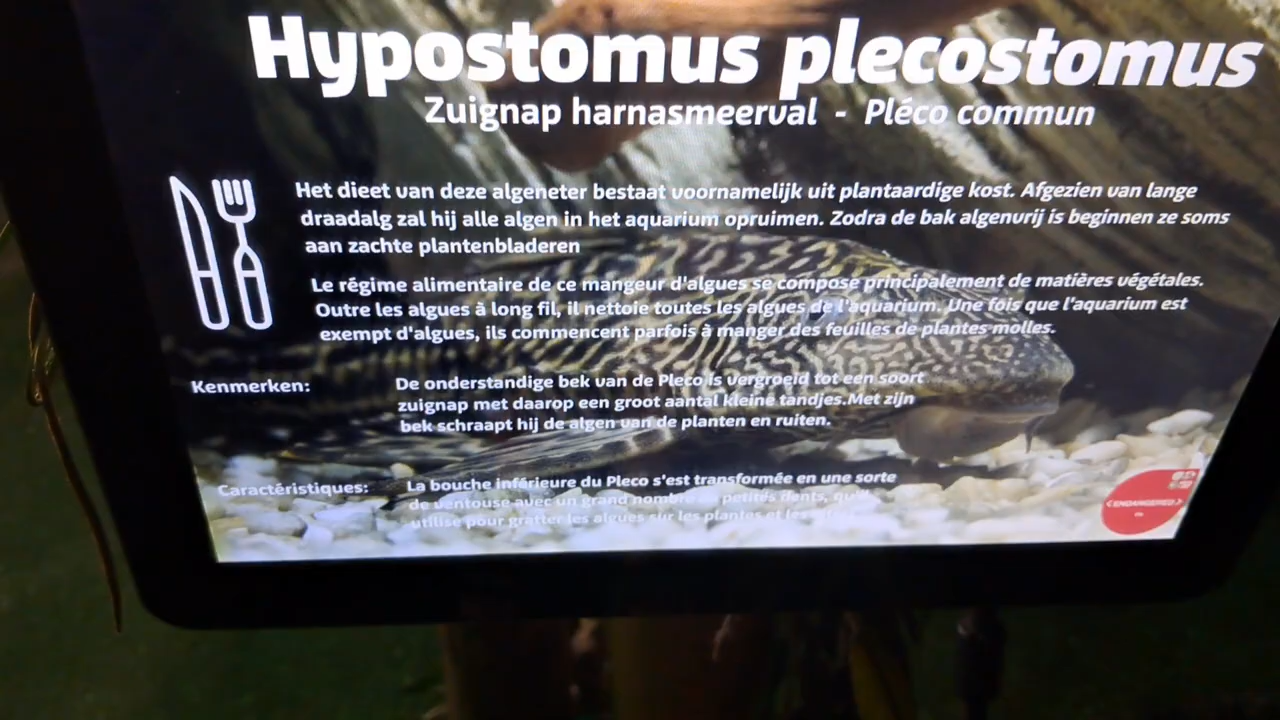 Hypostomus plecostomus
Zuignap harnasmeerval - Pléco commun
Het dieet van deze algeneter bestaat voornamelijk uit plantaardige kost. Afgezien van lange
draadalg zal hij alle algen in het aquarium opruimen. Zodra de bak algenvrij is beginnen ze soms
aan zachte plantenbladeren
Le régime alimentaire de ce mangeur d'algues se compose principalement de matières végétales.
Outre les algues à long fil, il nettoie toutes les algues de l'aquarium. Une fois que l'aquarium est
exempt d'algues, ils commencent parfois à manger des feuilles de plantes molles.
Kenmerken:
De onderstandige bek van de Pleco is vergroeid tot een soort
zuignap met daarop een groot aantal kleine tandjes.Met zijn
bek schraapt hij de algen van de planten en ruiten.
Caractéristiques:
La bouche inférieure du Pleco s'est transformée en une sorte
de ventouse avec un grand nombre de petites dents, qu'il
utilise pour gratter les algues sur les plantes et les
< ENDANGERED >